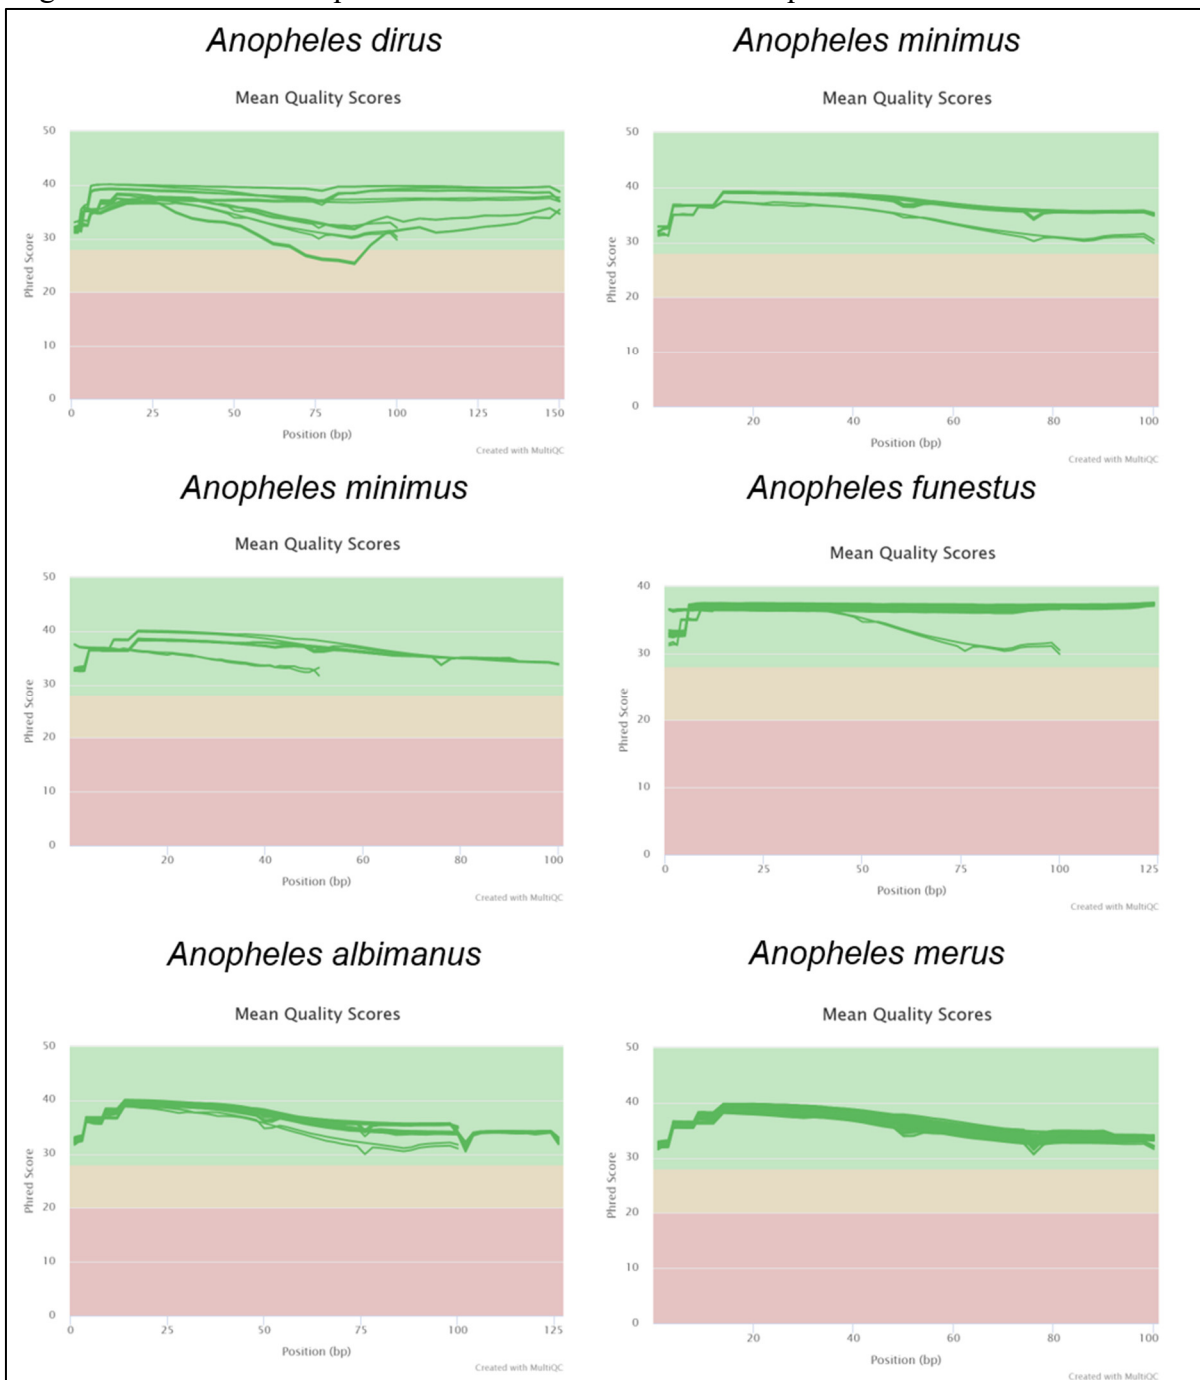 Anopheles dirus
Mean Quality Scores
50
40
30
20
10
0
Phred Score
0 25 50 75 100 125 150
Position (bp)
Created with MultiQC
Anopheles minimus
Mean Quality Scores
50
40
30
20
10
0
Phred Score
20 40 60 80 100
Position (bp)
Created with MultiQC
Anopheles minimus
Mean Quality Scores
50
40
30
20
10
0
Phred Score
20 40 60 80 100
Position (bp)
Created with MultiQC
Anopheles funestus
Mean Quality Scores
40
30
20
10
0
Phred Score
0 25 50 75 100 125
Position (bp)
Created with MultiQC
Anopheles albimanus
Mean Quality Scores
50
40
30
20
10
0
Phred Score
0 25 50 75 100 125
Position (bp)
Created with MultiQC
Anopheles merus
Mean Quality Scores
50
40
30
20
10
0
Phred Score
20 40 60 80 100
Position (bp)
Created with MultiQC